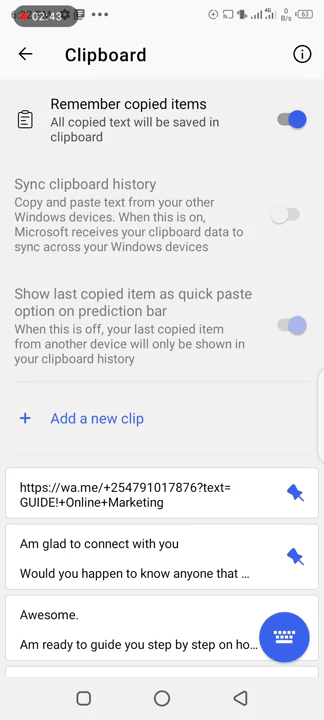 02:43
4G
0
B/s
63
Clipboard
Remember copied items
All copied text will be saved in
clipboard
Sync clipboard history
Copy and paste text from your other
Windows devices. When this is on,
Microsoft receives your clipboard data to
sync across your Windows devices
Show last copied item as quick paste
option on prediction bar
When this is off, your last copied item
from another device will only be shown in
your clipboard history
+ Add a new clip
https://wa.me/+254791017876?text=
GUIDE!+Online+Marketing
Am glad to connect with you
Would you happen to know anyone that ...
Awesome.
Am ready to guide you step by step on ho...